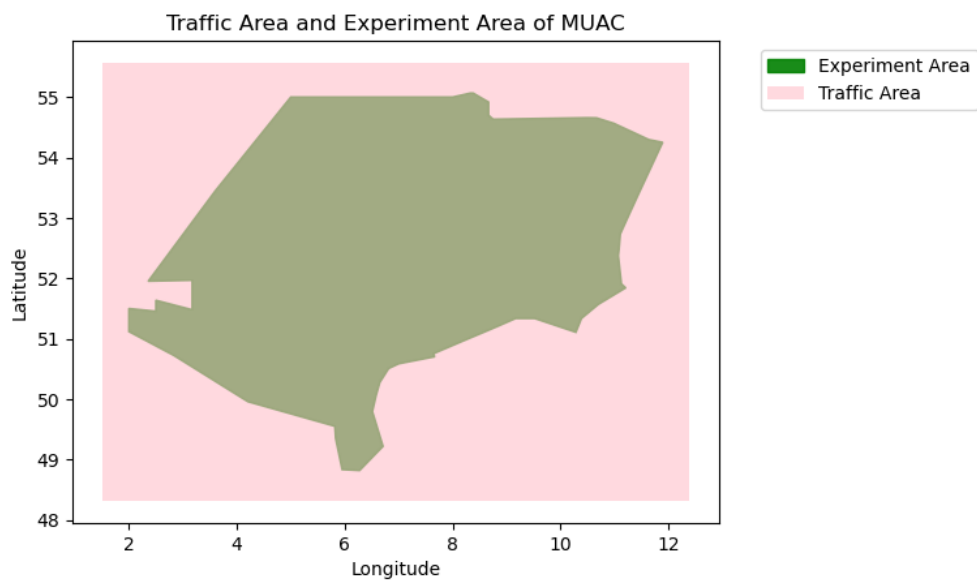 Traffic Area and Experiment Area of MUAC
Experiment Area
Traffic Area
55
54
53
52
51
50
49
48
Latitude
2 4 6 8 10 12
Longitude